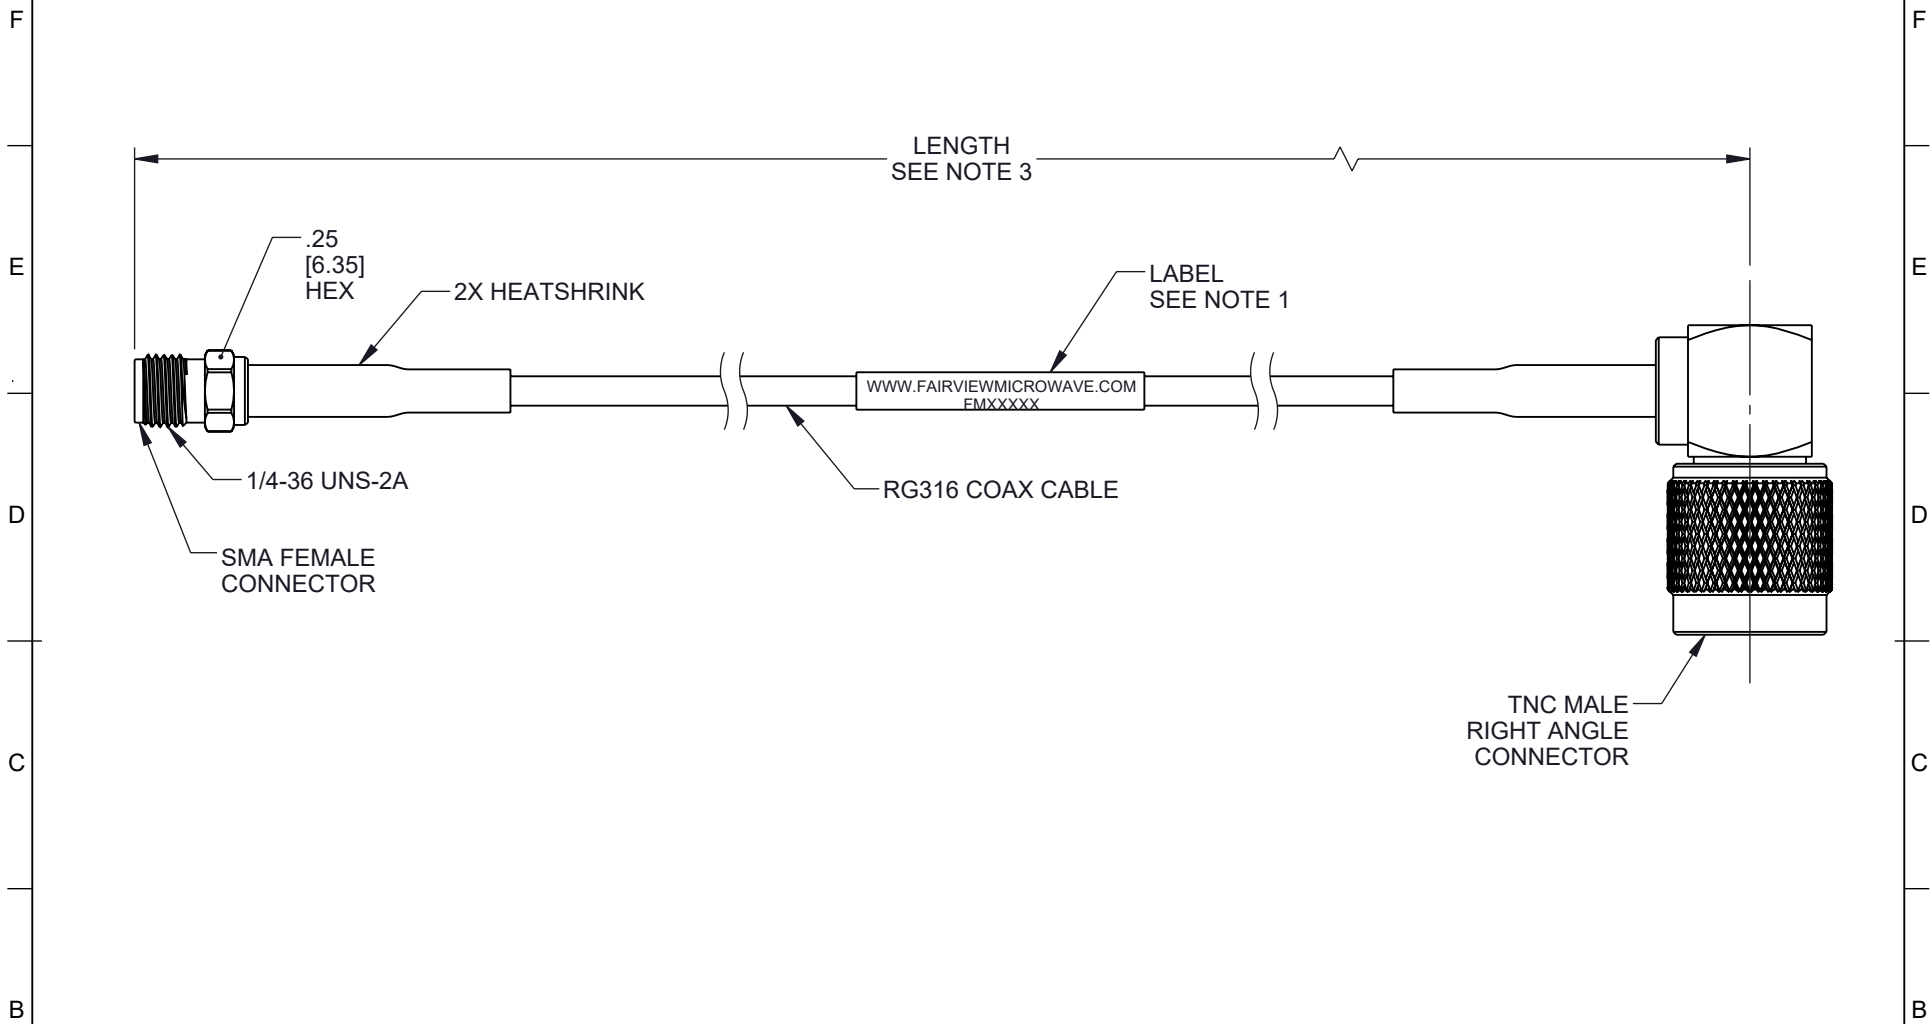 F
F
LENGTH
SEE NOTE 3
.25
[6.35]
HEX
E
E
2X HEATSHRINK
LABEL
SEE NOTE 1
WWW.FAIRVIEWMICROWAVE.COM
FMXXXXX
1/4-36 UNS-2A
RG316 COAX CABLE
D
D
SMA FEMALE
CONNECTOR
TNC MALE
RIGHT ANGLE
CONNECTOR
C
C
B
B